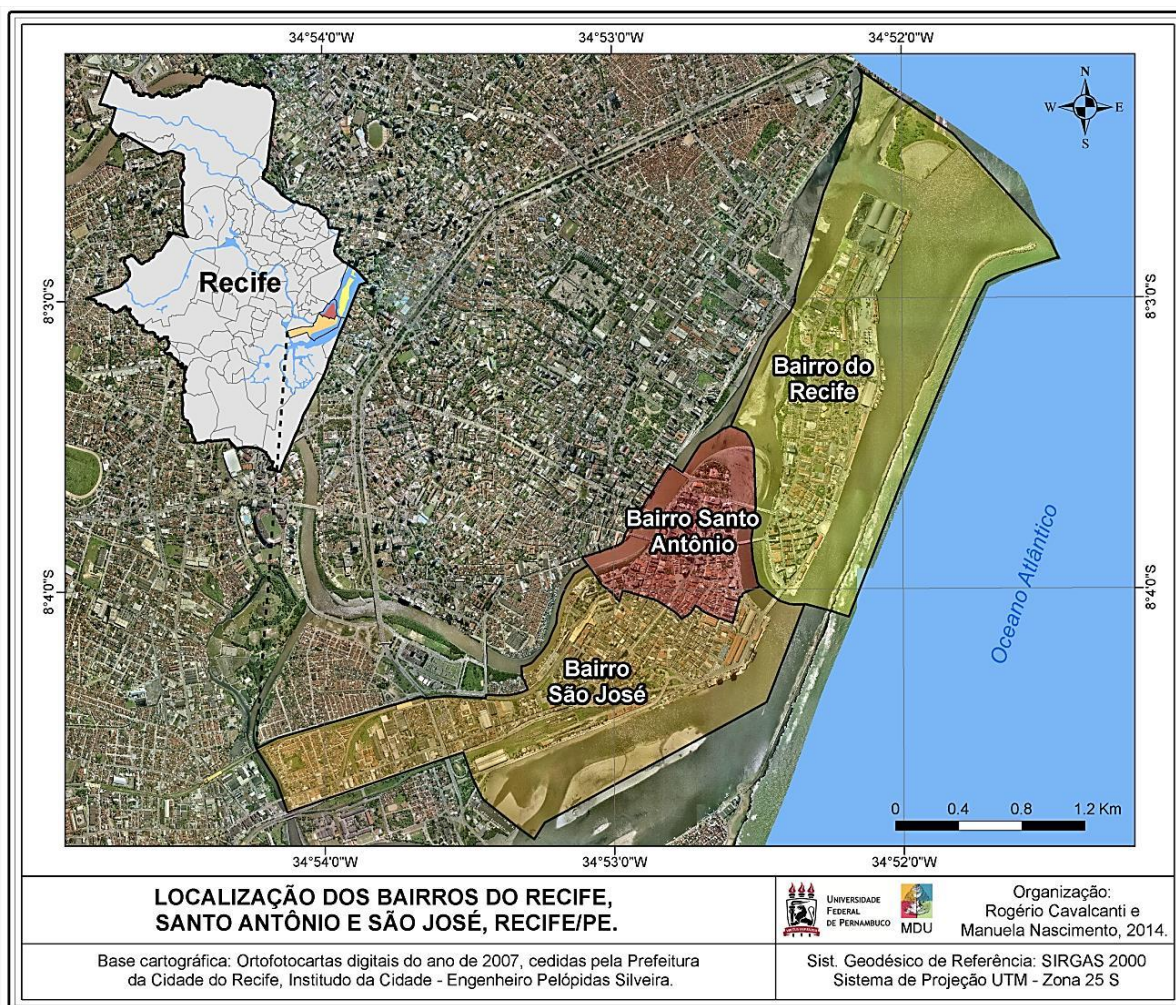 34°54'0"W
34°53'0"W
34°52'0"W
N
W E
S
Recife
8°3'0"S
8°3'0"S
Bairro do
Recife
Bairro Santo
Antônio
Oceano Atlântico
8°4'0"S
8°4'0"S
Bairro
São José
0 0.4 0.8 1.2 Km
34°54'0"W
34°53'0"W
34°52'0"W
LOCALIZAÇÃO DOS BAIRROS DO RECIFE,
SANTO ANTÔNIO E SÃO JOSÉ, RECIFE/PE.
UNIVERSIDADE
FEDERAL
DE PERNAMBUCO
MDU
Organização:
Rogério Cavalcanti e
Manuela Nascimento, 2014.
Base cartográfica: Ortofotocartas digitais do ano de 2007, cedidas pela Prefeitura
da Cidade do Recife, Institudo da Cidade - Engenheiro Pelópidas Silveira.
Sist. Geodésico de Referência: SIRGAS 2000
Sistema de Projeção UTM - Zona 25 S